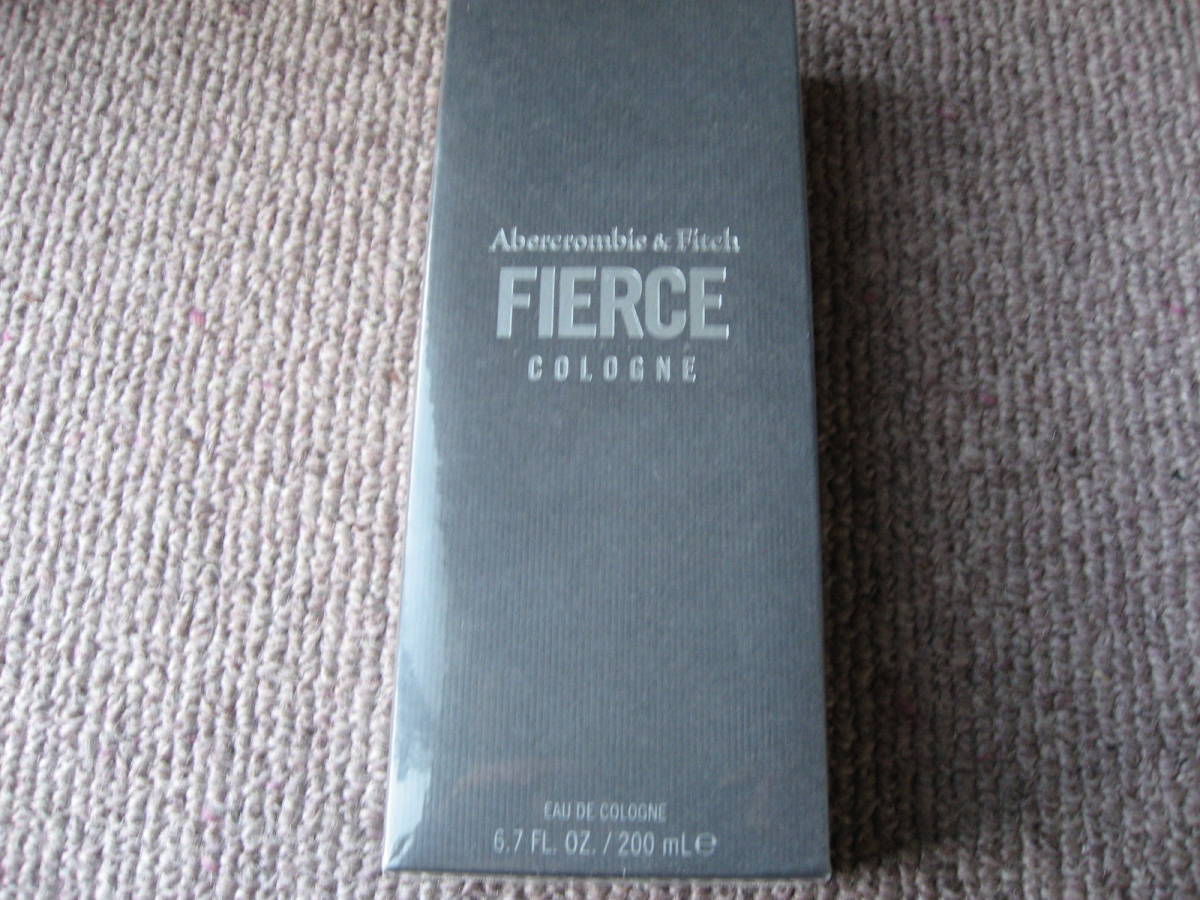 Abercrombie & Fitch
FIERCE
COLOGNE
EAU DE COLOGNE
6.7 FL. OZ. / 200 mL ℮